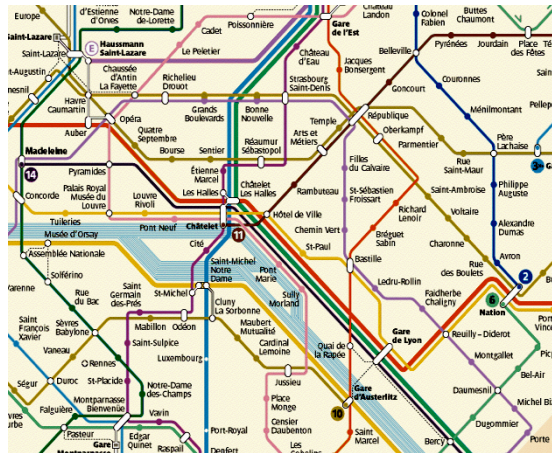 Europe
d'Estienne
d'Orves
Notre-Dame-
de-Lorette
Poissonnière
Gare
de l'Est
Château
Landon
Colonel
Fabien
Buttes
Chaumont
Saint-Lazare
Saint-Lazare
E
Haussmann
Saint-Lazare
Cadet
Le Peletier
Château
d'Eau
Jacques
Bonsergent
Belleville
Pyrénées
Jourdain
Place
des Fêtes
St-Augustin
Chaussée
d'Antin
La Fayette
Richelieu
Drouot
Strasbourg
Saint-Denis
Goncourt
Couronnes
Havre
Caumartin
Grands
Boulevards
Bonne
Nouvelle
Temple
République
Ménilmontant
Auber
Opéra
Quatre
Septembre
Bourse
Sentier
Réaumur
Sébastopol
Arts et
Métiers
Oberkampf
Parmentier
Père
Lachaise
3
Madeleine
14
Pyramides
Étienne
Marcel
Les Halles
Châtelet
Les Halles
Filles
du Calvaire
Rue
Saint-Maur
Concorde
Palais Royal
Musée du
Louvre
Louvre
Rivoli
Rambuteau
St-Sébastien
Froissart
Saint-Ambroise
Philippe
Auguste
Tuileries
Pont Neuf
Châtelet
11
Hôtel de Ville
Chemin Vert
Richard
Lenoir
Voltaire
Alexandre
Dumas
Musée d'Orsay
Cité
St-Paul
Bréguet
Sabin
Charonne
Avron
Assemblée Nationale
Saint-Michel
Notre
Dame
Pont
Marie
Bastille
Rue
des Boulets
2
Solférino
Varenne
Rue
du Bac
Saint
Germain
des-Prés
St-Michel
Sully
Morland
Ledru-Rollin
Faidherbe
Chaligny
6
Nation
Saint
François
Xavier
Sèvres
Babylone
Mabillon
Odéon
Cluny
La Sorbonne
Maubert
Mutualité
Quai de
la Rapée
Gare
de Lyon
Reuilly – Diderot
Vaneau
Saint-Sulpice
Cardinal
Lemoine
Montgallet
Rennes
Luxembourg
Jussieu
Gare
d'Austerlitz
Bel-Air
Ségur
Duroc
St-Placide
Notre-Dame
des-Champs
Place
Monge
10
Daumesnil
Falguière
Montparnasse
Bienvenüe
Vavin
Censier
Daubenton
Saint
Marcel
Dugommier
Pasteur
Edgar
Quinet
Raspail
Port-Royal
Bercy
Porte
Gare
Denfert
Les